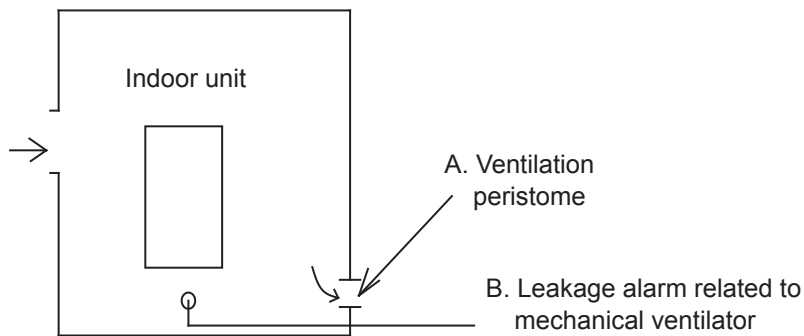 Indoor unit
A. Ventilation
peristome
B. Leakage alarm related to
mechanical ventilator